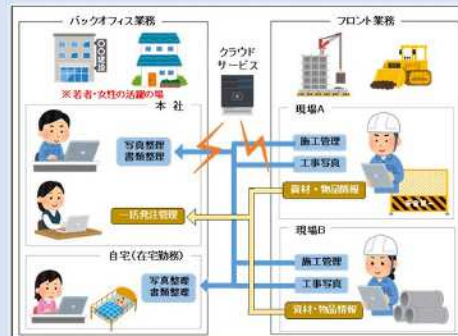 バックオフィス業務
クラウド
サービス
フロント業務
※若者・女性の活躍の場
本 社
写真整理
書類整理
一括発注管理
自宅(在宅勤務)
写真整理
書類整理
現場A
施工管理
工事写真
資材・物品情報
現場B
施工管理
工事写真
資材・物品情報